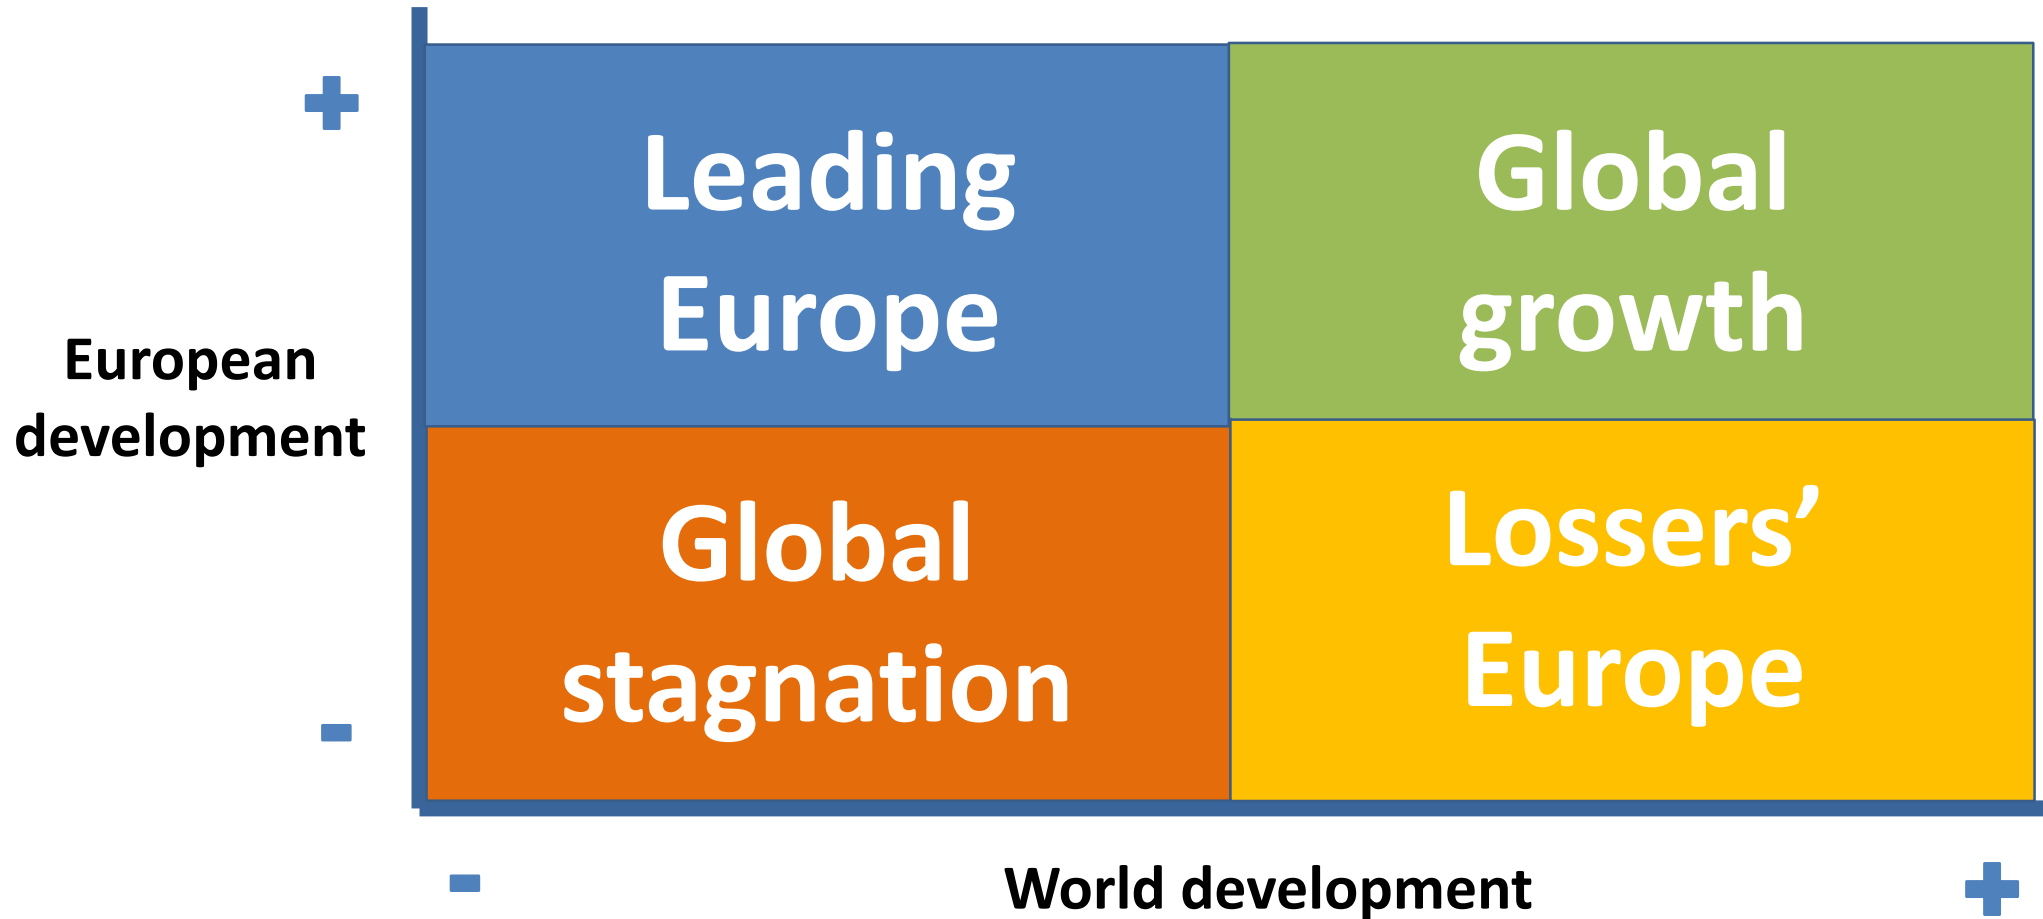 +
Leading
Europe
Global
growth
European
development
Global
stagnation
Lossers’
Europe
-
-
World development
+